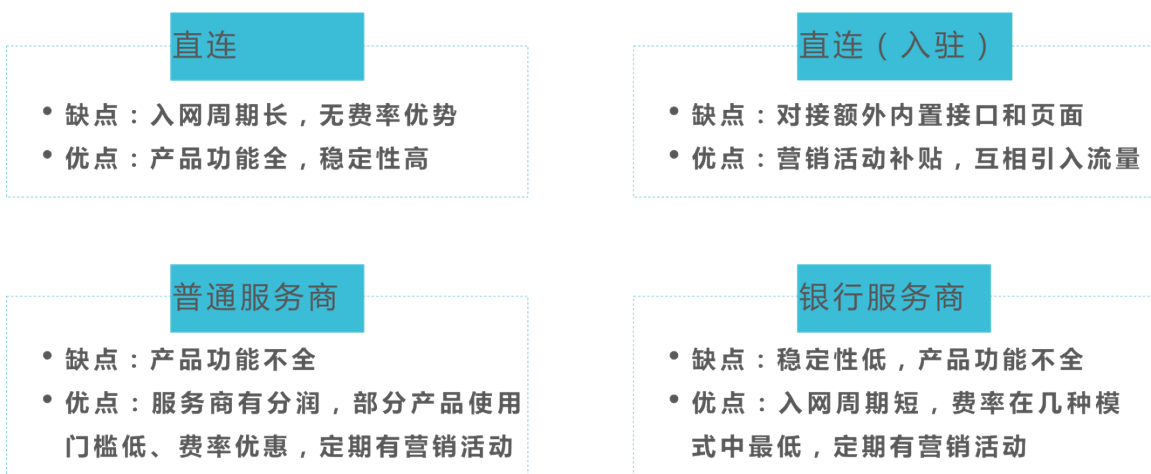 直连
• 缺点：入网周期长，无费率优势
• 优点：产品功能全，稳定性高
直连（入驻）
• 缺点：对接额外内置接口和页面
• 优点：营销活动补贴，互相引入流量
普通服务商
• 缺点：产品功能不全
• 优点：服务商有分润，部分产品使用
门槛低、费率优惠，定期有营销活动
银行服务商
• 缺点：稳定性低，产品功能不全
• 优点：入网周期短，费率在几种模
式中最低，定期有营销活动